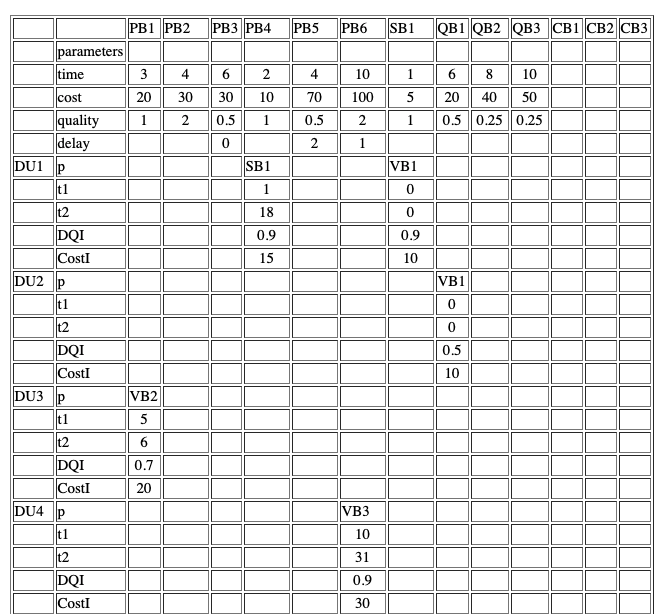 PB1 PB2 PB3 PB4 PB5 PB6 SB1 QB1 QB2 QB3 CB1 CB2 CB3
parameters
time 3 4 6 2 4 10 1 6 8 10
cost 20 30 30 10 70 100 5 20 40 50
quality 1 2 0.5 1 0.5 2 1 0.5 0.25 0.25
delay 0 2 1
DU1 p SB1 VB1
t1 1 0
t2 18 0
DQI 0.9 0.9
CostI 15 10
DU2 p VB1
t1 0
t2 0
DQI 0.5
CostI 10
DU3 p VB2
t1 5
t2 6
DQI 0.7
CostI 20
DU4 p VB3
t1 10
t2 31
DQI 0.9
CostI 30